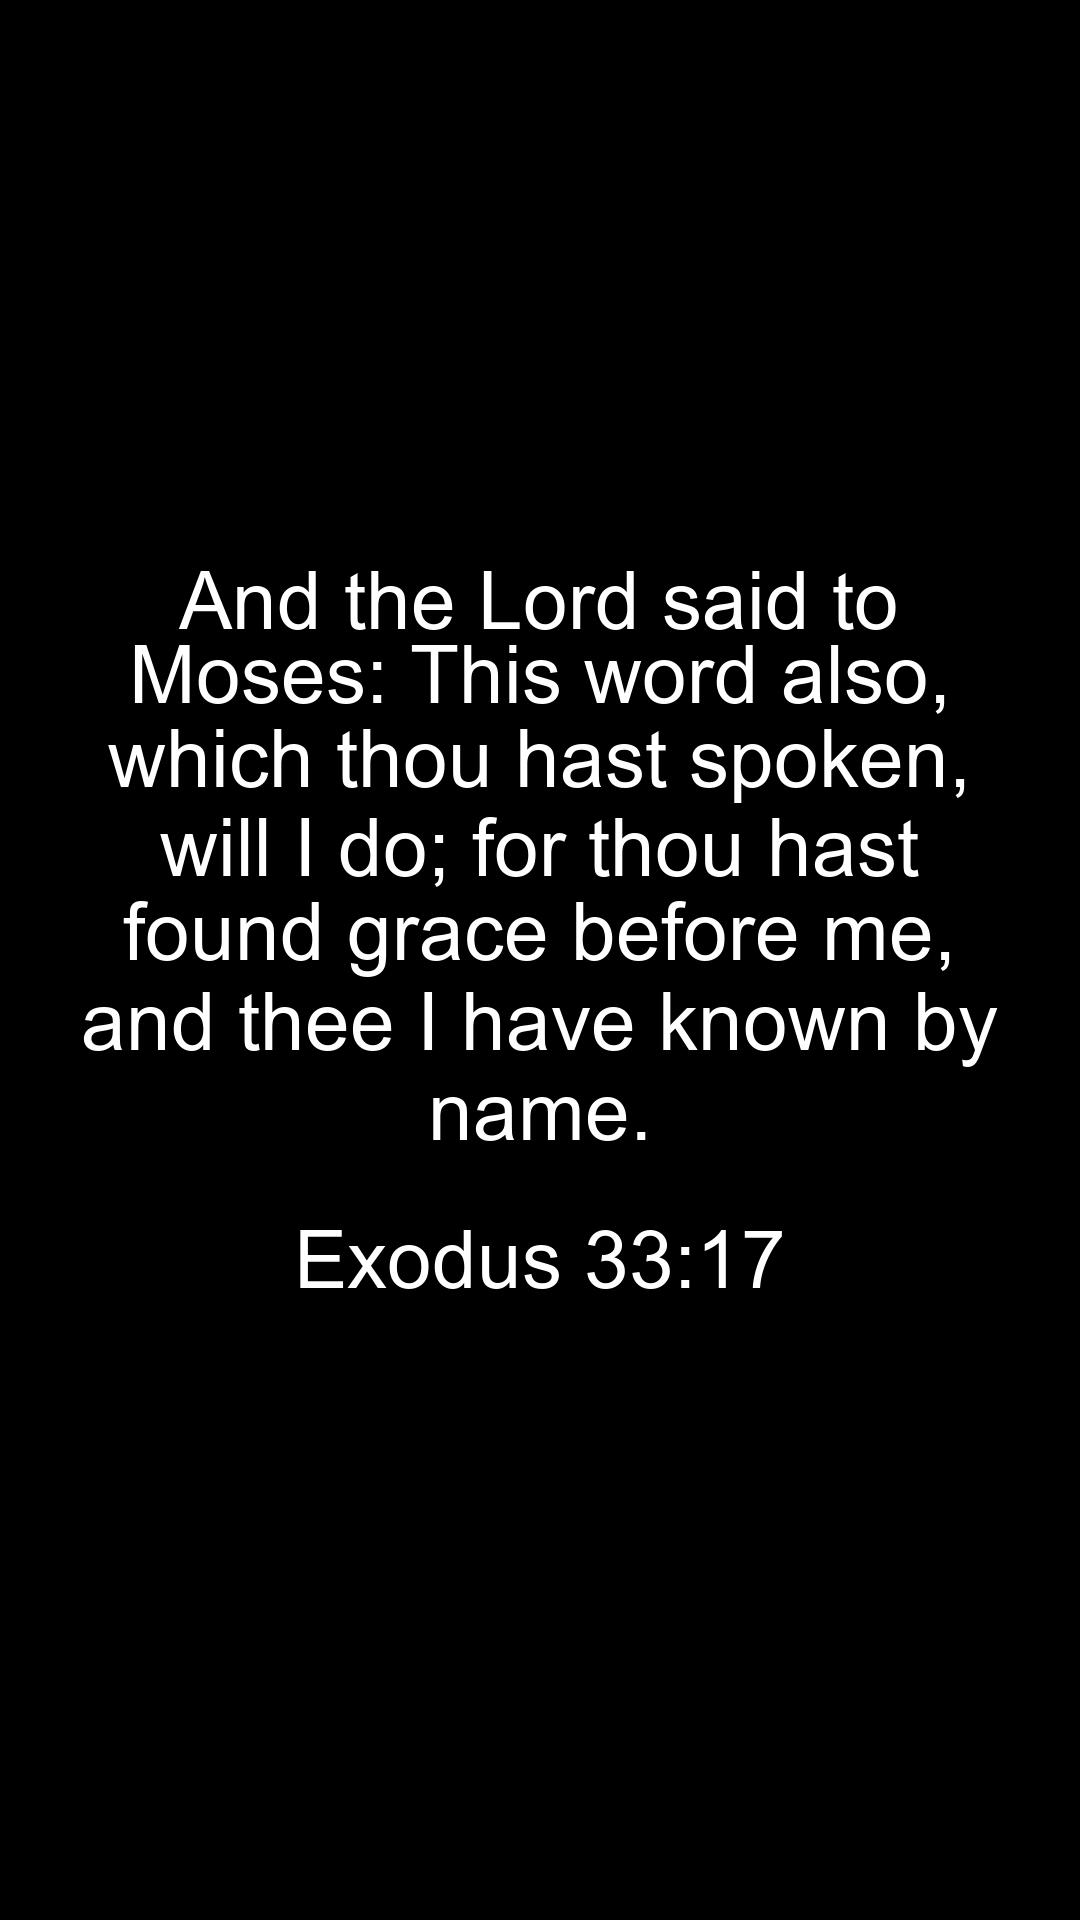 And the Lord said to
Moses: This word also,
which thou hast spoken,
will I do; for thou hast
found grace before me,
and thee I have known by
name.
Exodus 33:17